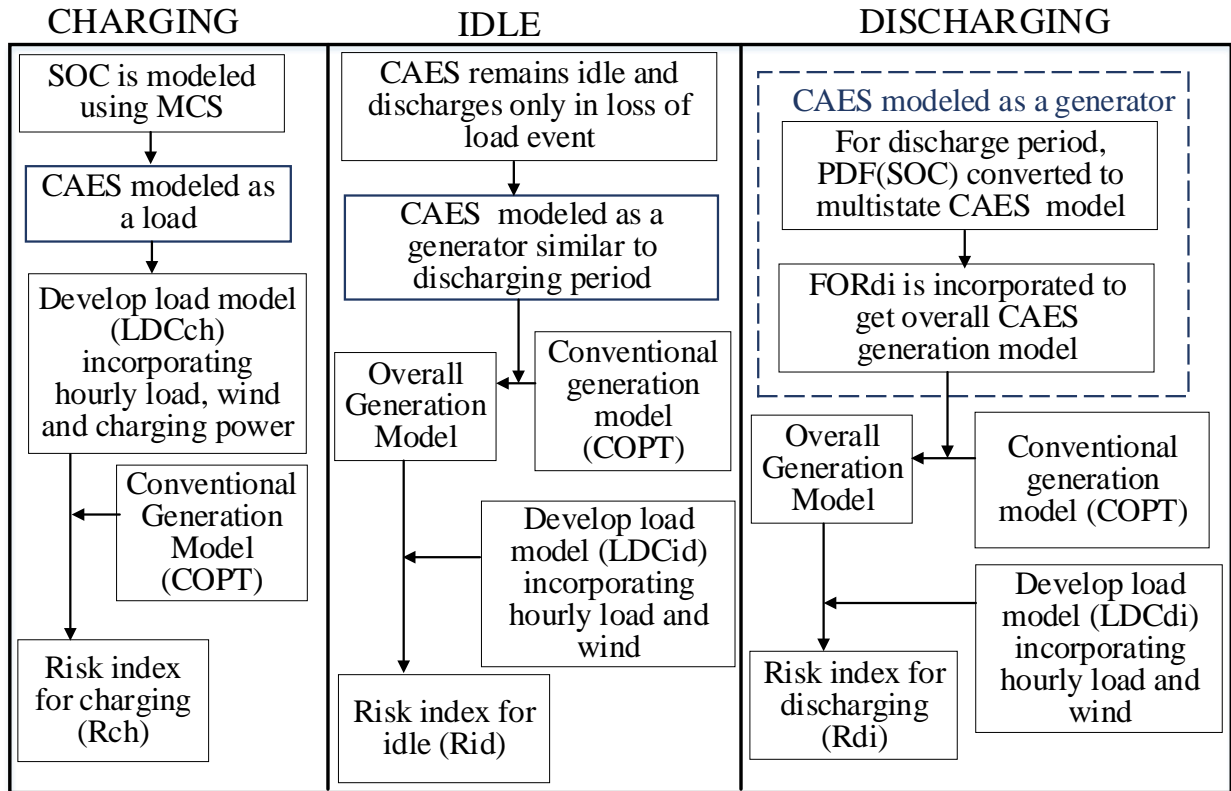 CHARGING
SOC is modeled
using MCS
CAES modeled as
a load
Develop load model
(LDCch)
incorporating
hourly load, wind
and charging power
Conventional
Generation
Model
(COPT)
Risk index
for charging
(Rch)
IDLE
CAES remains idle and
discharges only in loss of
load event
CAES modeled as a
generator similar to
discharging period
Overall
Generation
Model
Conventional
generation
model
(COPT)
Develop load
model (LDCid)
incorporating
hourly load and
wind
Risk index for
idle (Rid)
DISCHARGING
CAES modeled as a generator
For discharge period,
PDF(SOC) converted to
multistate CAES model
FORdi is incorporated to
get overall CAES
generation model
Overall
Generation
Model
Conventional
generation
model (COPT)
Develop load
model (LDCdi)
incorporating
hourly load and
wind
Risk index for
discharging
(Rdi)